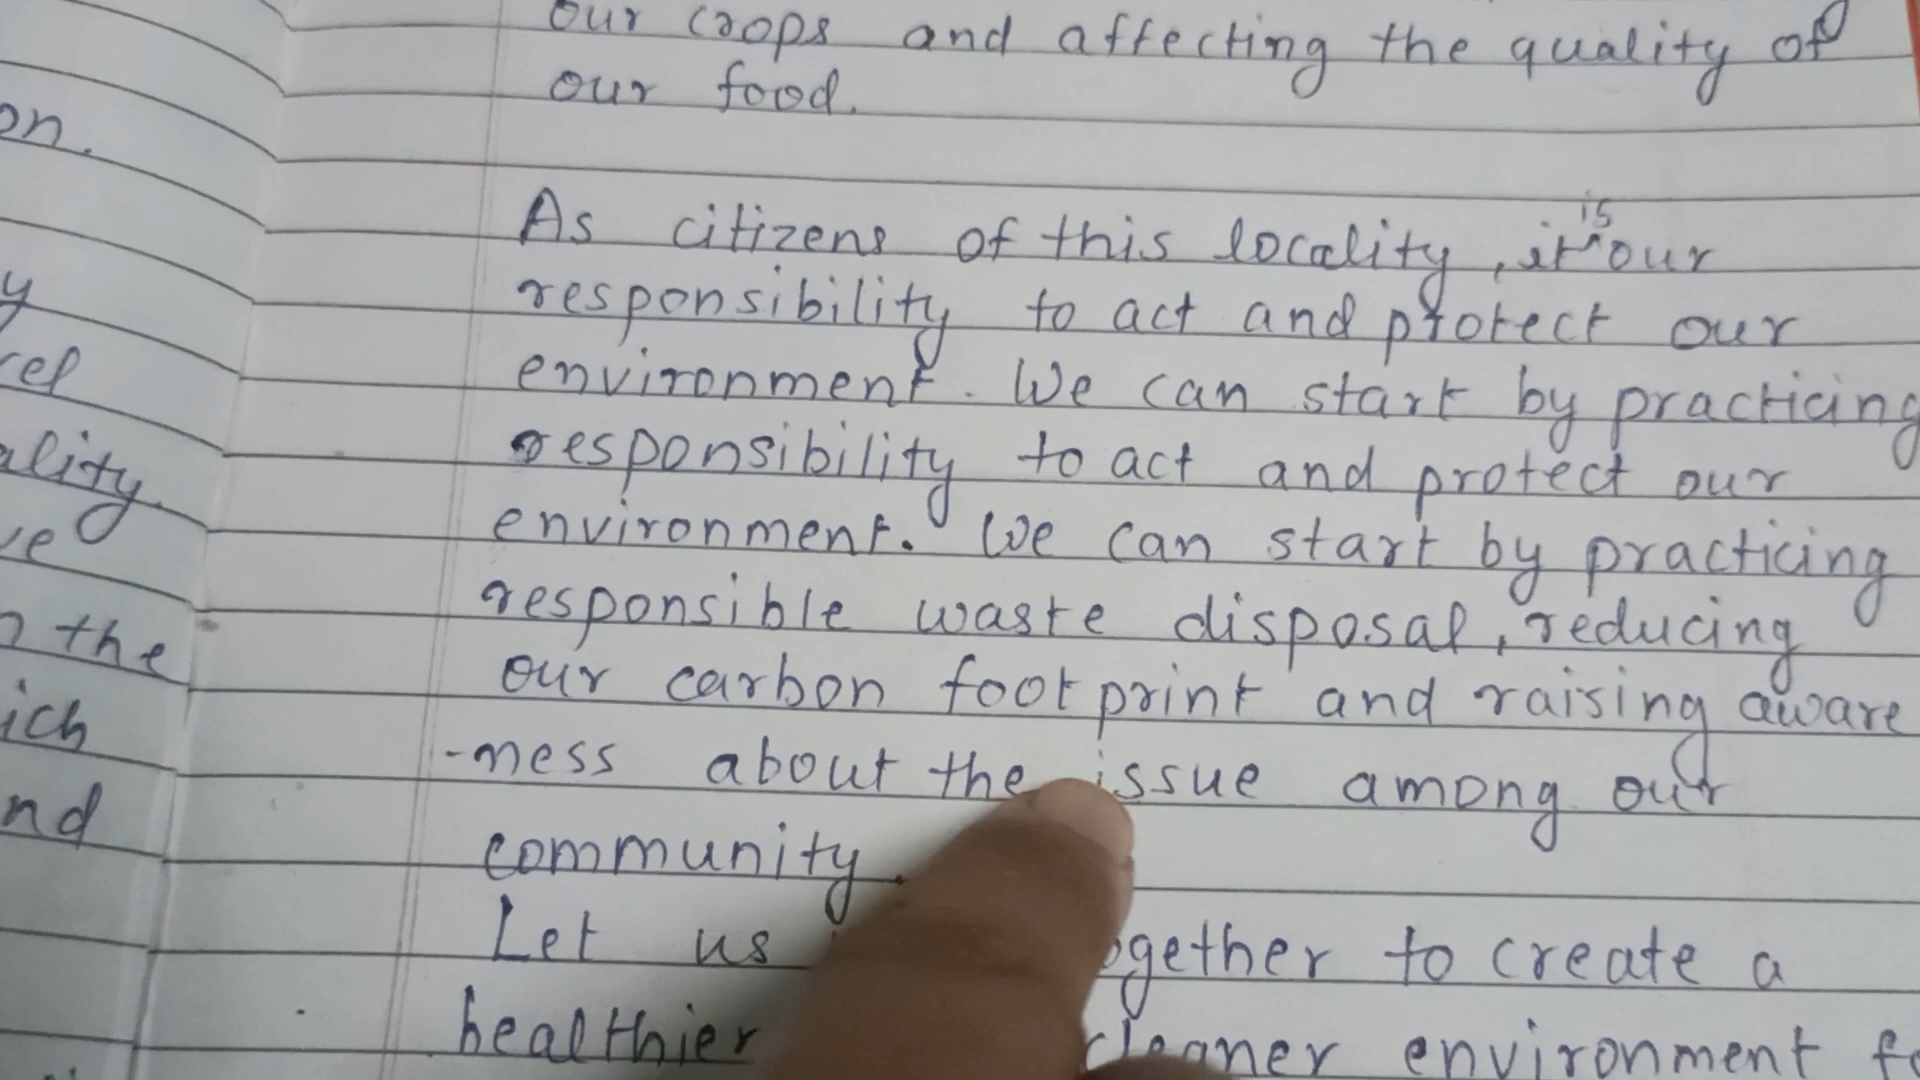 our crops and affecting the quality of
our food.
on.
As citizens of this locality, it is our
responsibility to act and protect our
environment. We can start by practicing
responsibility to act and protect our
environment. We can start by practicing
responsible waste disposal, reducing
our carbon footprint and raising aware
-ness about the issue among our
community.
Let us together to create a
healthier cleaner environment
y
ality
the
ich
nd